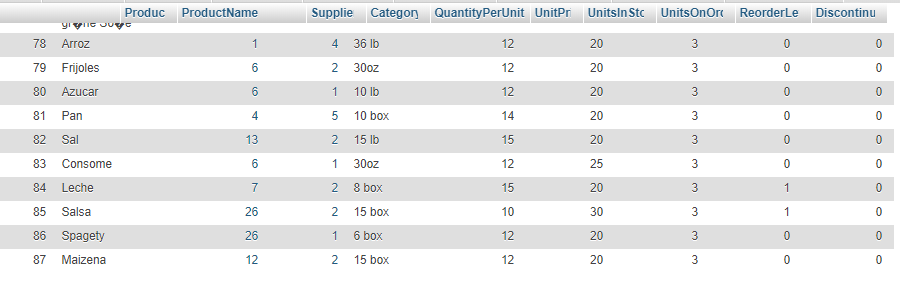 Produc ProductName Supplie Category QuantityPerUnit UnitPri UnitsInSto UnitsOnOrd ReorderLe Discontinu
78 Arroz 1 4 36 lb 12 20 3 0 0
79 Frijoles 6 2 30oz 12 20 3 0 0
80 Azucar 6 1 10 lb 12 20 3 0 0
81 Pan 4 5 10 box 14 20 3 0 0
82 Sal 13 2 15 lb 15 20 3 0 0
83 Consome 6 1 30oz 12 25 3 0 0
84 Leche 7 2 8 box 15 20 3 1 0
85 Salsa 26 2 15 box 10 30 3 1 0
86 Spagety 26 1 6 box 12 20 3 0 0
87 Maizena 12 2 15 box 12 20 3 0 0